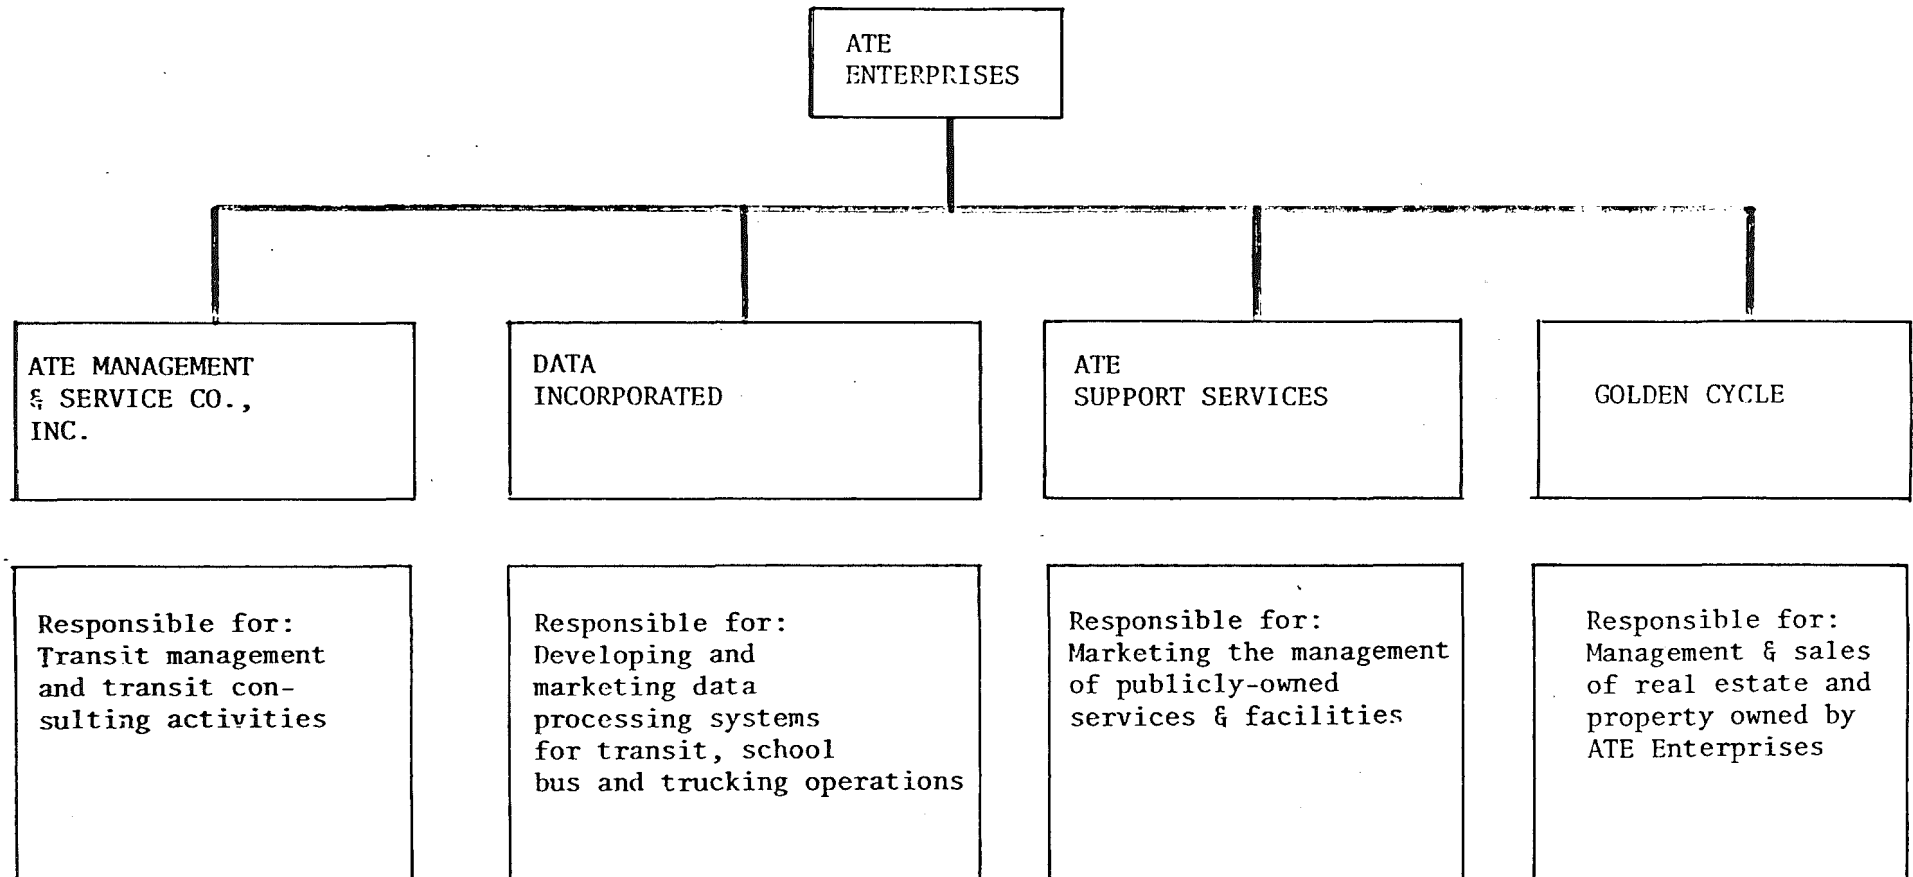 ATE
ENTERPRISES
ATE MANAGEMENT
& SERVICE CO.,
INC.
DATA
INCORPORATED
ATE
SUPPORT SERVICES
GOLDEN CYCLE
Responsible for:
Transit management
and transit con-
sulting activities
Responsible for:
Developing and
marketing data
processing systems
for transit, school
bus and trucking operations
Responsible for:
Marketing the management
of publicly-owned
services & facilities
Responsible for:
Management & sales
of real estate and
property owned by
ATE Enterprises